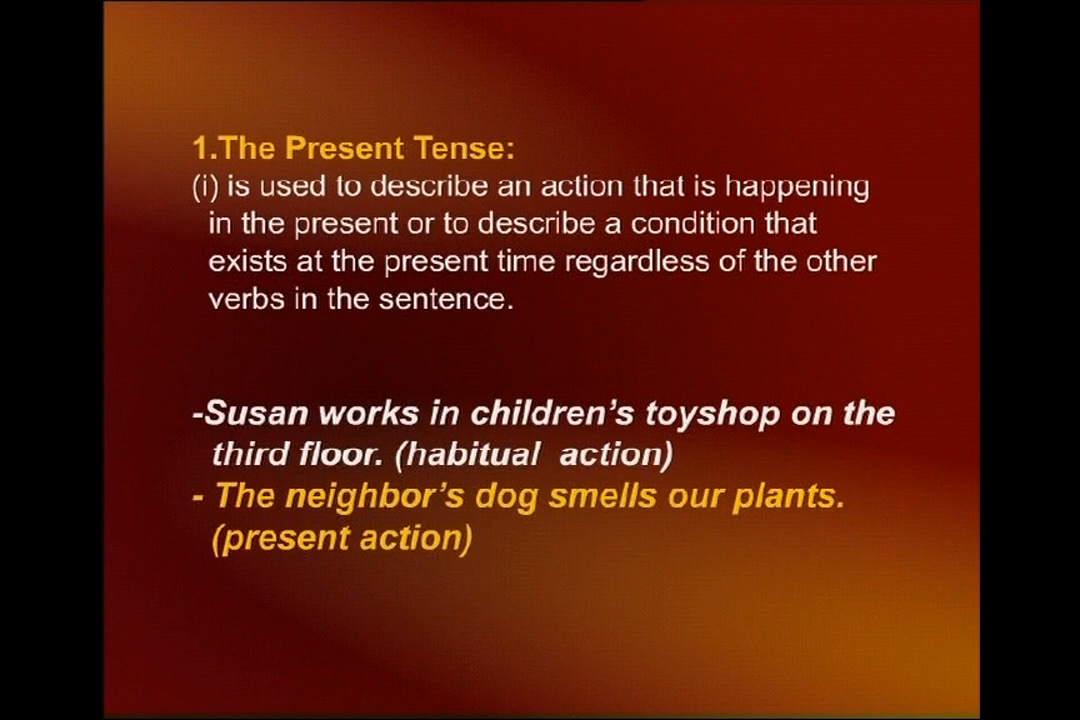 1.The Present Tense:
(i) is used to describe an action that is happening
in the present or to describe a condition that
exists at the present time regardless of the other
verbs in the sentence.
-Susan works in children's toyshop on the
third floor. (habitual action)
- The neighbor's dog smells our plants.
(present action)